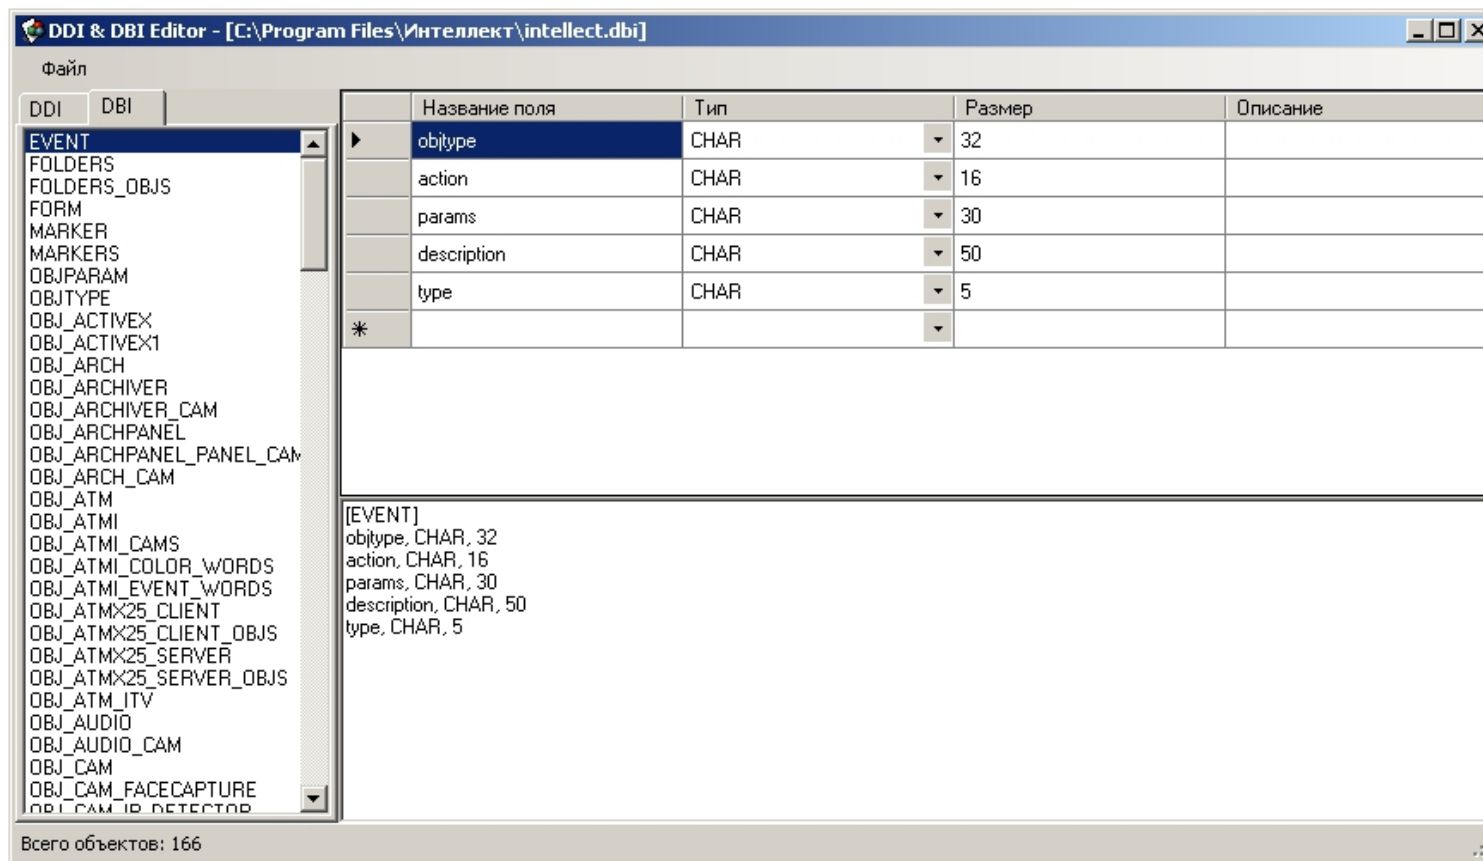 DDI & DBI Editor - [C:\Program Files\Интеллект\intellect.dbi]
Файл
DDI DBI
EVENT
FOLDERS
FOLDERS_OBJS
FORM
MARKER
MARKERS
OBJPARAM
OBJTYPE
OBJ_ACTIVEX
OBJ_ACTIVEX1
OBJ_ARCH
OBJ_ARCHIVER
OBJ_ARCHIVER_CAM
OBJ_ARCHPANEL
OBJ_ARCHPANEL_PANEL_CAM
OBJ_ARCH_CAM
OBJ_ATM
OBJ_ATMI
OBJ_ATMI_CAMS
OBJ_ATMI_COLOR_WORDS
OBJ_ATMI_EVENT_WORDS
OBJ_ATMX25_CLIENT
OBJ_ATMX25_CLIENT_OBJS
OBJ_ATMX25_SERVER
OBJ_ATMX25_SERVER_OBJS
OBJ_ATM_ITV
OBJ_AUDIO
OBJ_AUDIO_CAM
OBJ_CAM
OBJ_CAM_FACECAPTURE
OBJ_CAM_IR_DETECTOR
Название поля Тип Размер Описание
objtype CHAR 32
action CHAR 16
params CHAR 30
description CHAR 50
type CHAR 5
[EVENT]
objtype, CHAR, 32
action, CHAR, 16
params, CHAR, 30
description, CHAR, 50
type, CHAR, 5
Всего объектов: 166